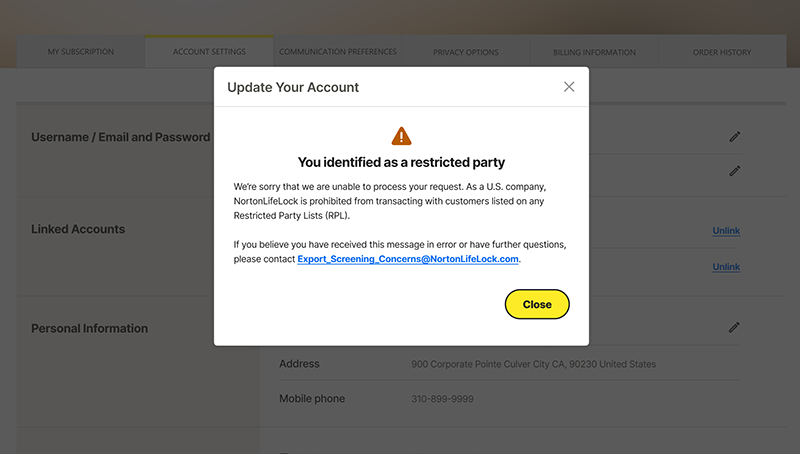 MY SUBSCRIPTION
ACCOUNT SETTINGS
COMMUNICATION PREFERENCES
PRIVACY OPTIONS
BILLING INFORMATION
ORDER HISTORY
Update Your Account
Username / Email and Password
You identified as a restricted party
We're sorry that we are unable to process your request. As a U.S. company,
NortonLifeLock is prohibited from transacting with customers listed on any
Restricted Party Lists (RPL).
Linked Accounts
Unlink
If you believe you have received this message in error or have further questions,
please contact Export_Screening_Concerns@NortonLifeLock.com.
Unlink
Close
Personal Information
Address
900 Corporate Pointe Culver City CA, 90230 United States
Mobile phone
310-899-9999